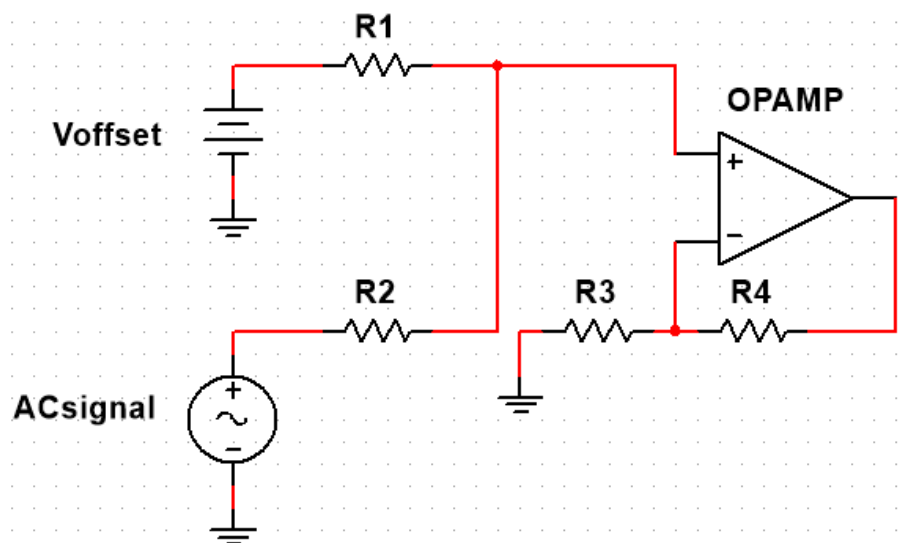 R1
OPAMP
+
Voffset
−
R2
R3
R4
+
ACsignal
−